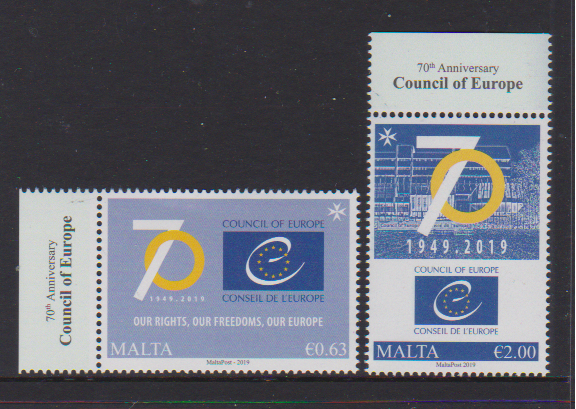 70th Anniversary
Council of Europe
70
1949.2019
COUNCIL OF EUROPE
CONSEIL DE L'EUROPE
OUR RIGHTS, OUR FREEDOMS, OUR EUROPE
MALTA
€0.63
MaltaPost - 2019
70th Anniversary
Council of Europe
70
1949.2019
COUNCIL OF EUROPE
CONSEIL DE L'EUROPE
MALTA
€2.00
MaltaPost 2019